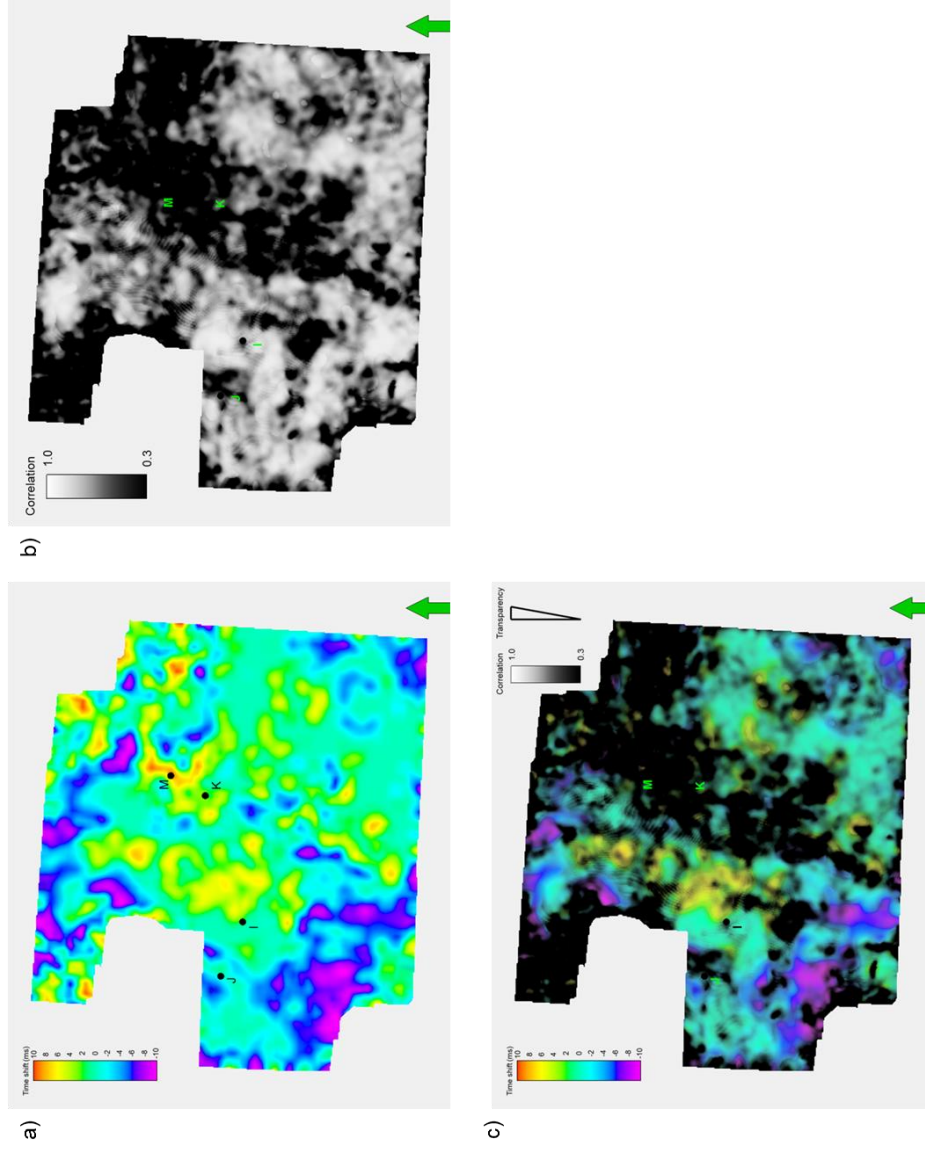 b)
Correlation
1.0
0.3
M
K
I
J
a)
Time shift (ms)
10
8
6
4
2
0
-2
-4
-6
-8
-10
M
K
I
J
c)
Time shift (ms)
10
8
6
4
2
0
-2
-4
-6
-8
-10
Correlation
1.0
0.3
Transparency
M
K
I
J